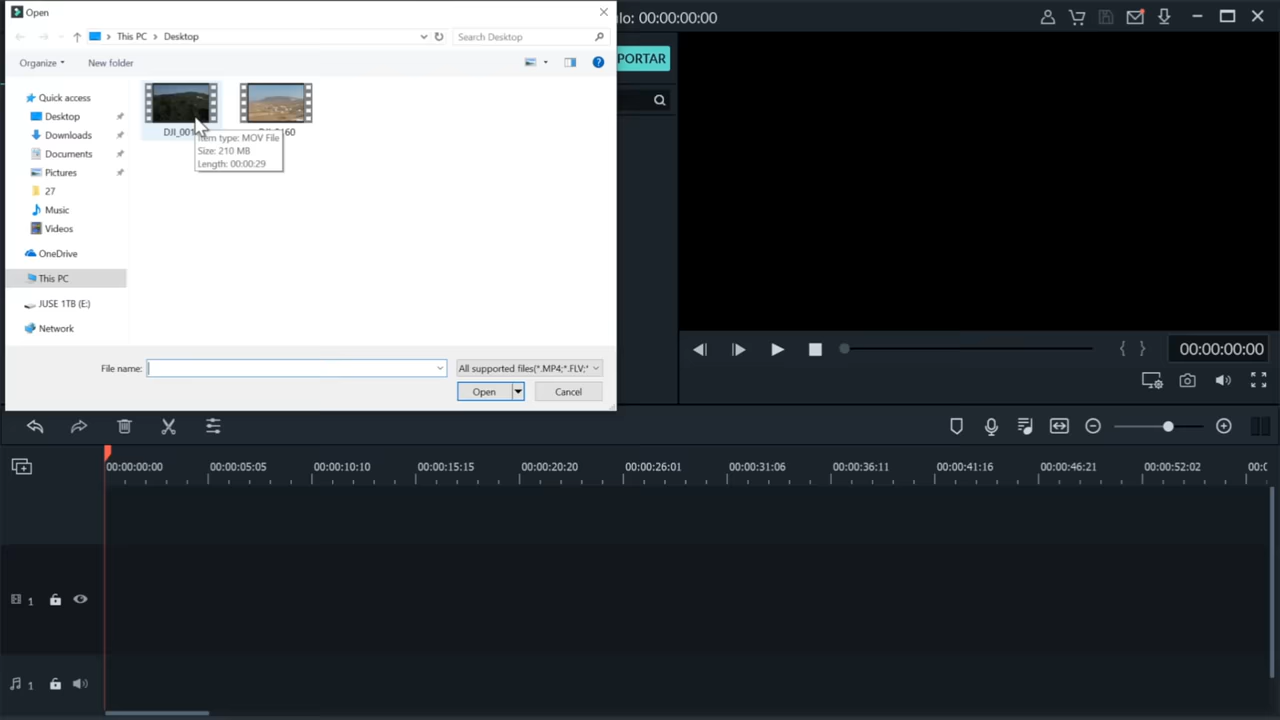 Open
lo: 00:00:00:00
This PC > Desktop
Search Desktop
Organize
New folder
PORTAR
Quick access
Desktop
Downloads
Documents
Pictures
27
Music
Videos
OneDrive
This PC
JUSE 1TB (E:)
Network
Item type: MOV File
Size: 210 MB
Length: 00:00:29
File name:
All supported files(*.MP4;*.FLV;*
Open
Cancel
00:00:00:00
00:00:00:00 00:00:05:05 00:00:10:10 00:00:15:15 00:00:20:20 00:00:26:01 00:00:31:06 00:00:36:11 00:00:41:16 00:00:46:21 00:00:52:02 00:0
1
1